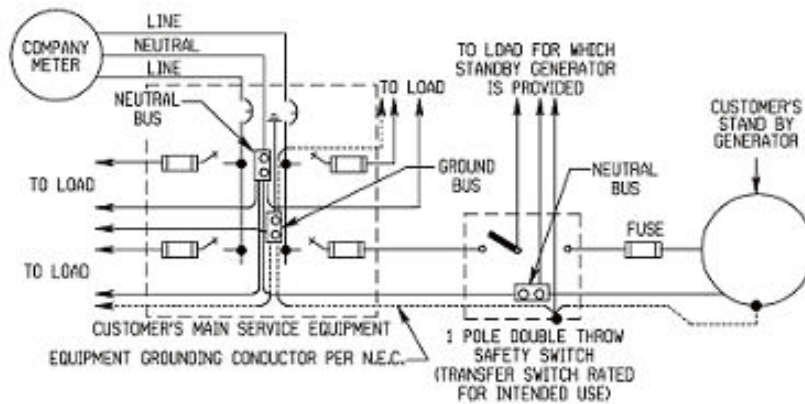 LINE
NEUTRAL
LINE
COMPANY
METER
NEUTRAL
BUS
TO LOAD
TO LOAD FOR WHICH
STANDBY GENERATOR
IS PROVIDED
CUSTOMER'S
STAND BY
GENERATOR
TO LOAD
GROUND
BUS
NEUTRAL
BUS
FUSE
TO LOAD
CUSTOMER'S MAIN SERVICE EQUIPMENT
EQUIPMENT GROUNDING CONDUCTOR PER N.E.C.
1 POLE DOUBLE THROW
SAFETY SWITCH
(TRANSFER SWITCH RATED
FOR INTENDED USE)